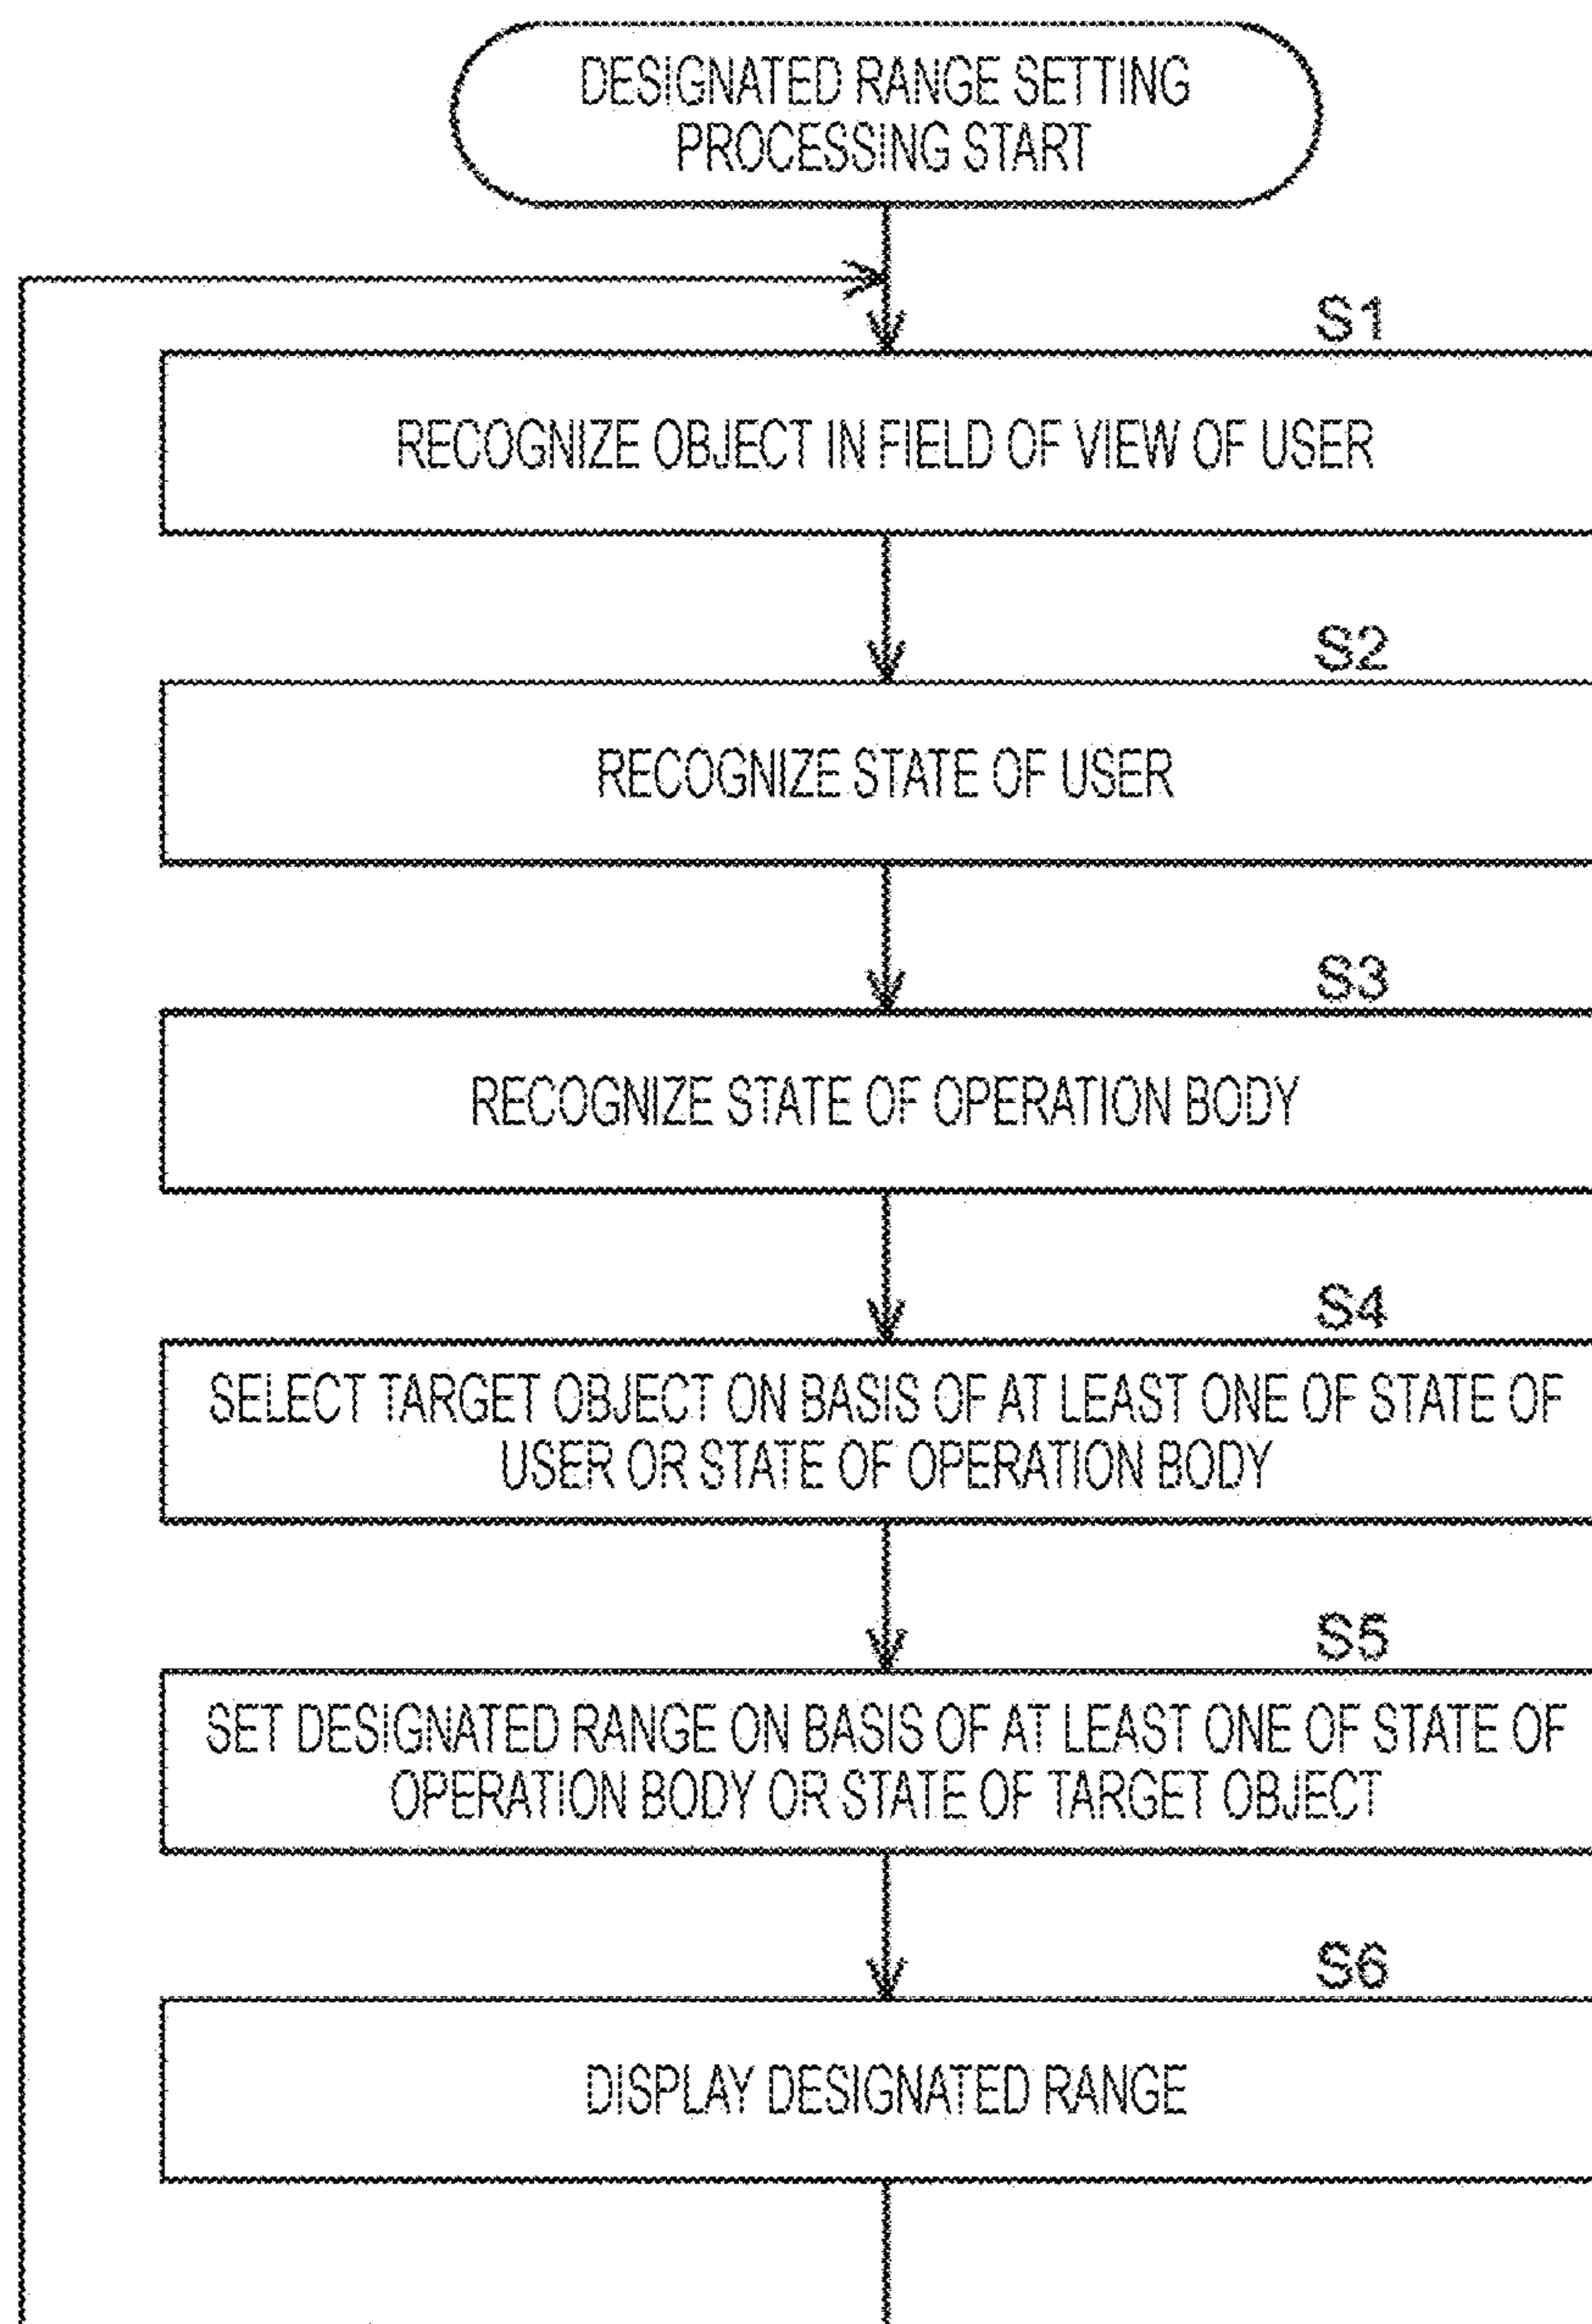 DESIGNATED RANGE SETTING
PROCESSING START
S1
RECOGNIZE OBJECT IN FIELD OF VIEW OF USER
S2
RECOGNIZE STATE OF USER
S3
RECOGNIZE STATE OF OPERATION BODY
S4
SELECT TARGET OBJECT ON BASIS OF AT LEAST ONE OF STATE OF
USER OR STATE OF OPERATION BODY
S5
SET DESIGNATED RANGE ON BASIS OF AT LEAST ONE OF STATE OF
OPERATION BODY OR STATE OF TARGET OBJECT
S6
DISPLAY DESIGNATED RANGE